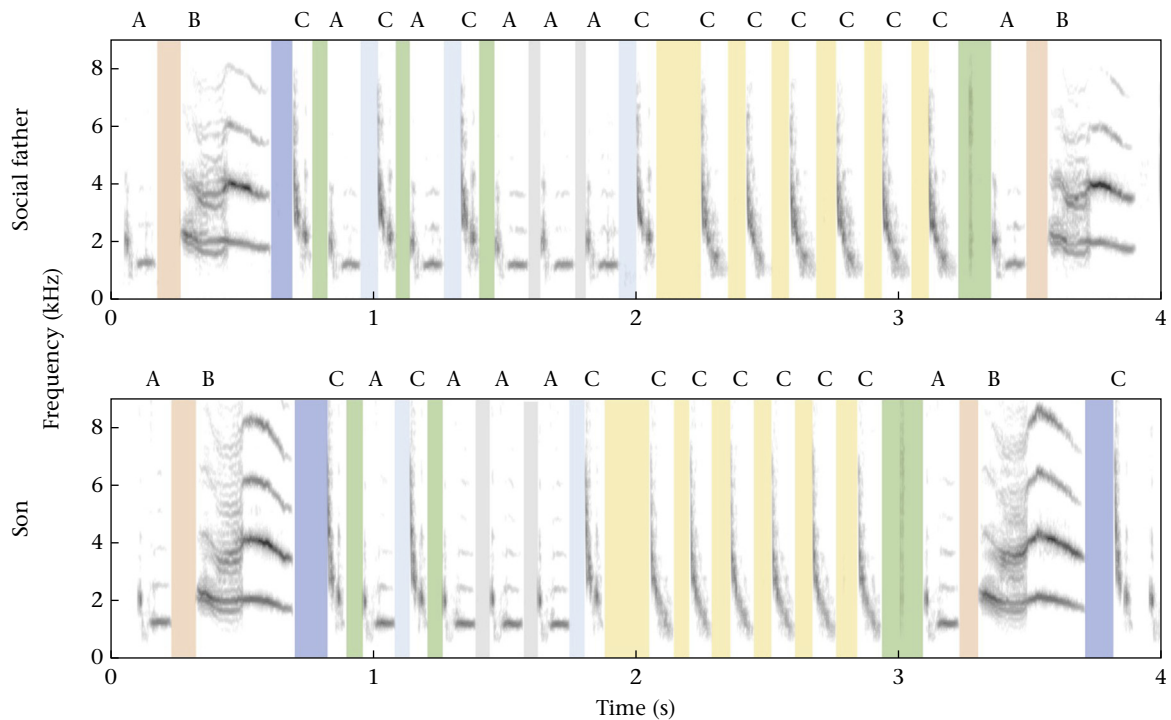 A B C A C A C A A A C C C C C C C A B
Social father
8
6
4
2
0
0 1 2 3 4
Frequency (kHz)
A B C A C A A A C C C C C C C A B C
Son
8
6
4
2
0
0 1 2 3 4
Time (s)